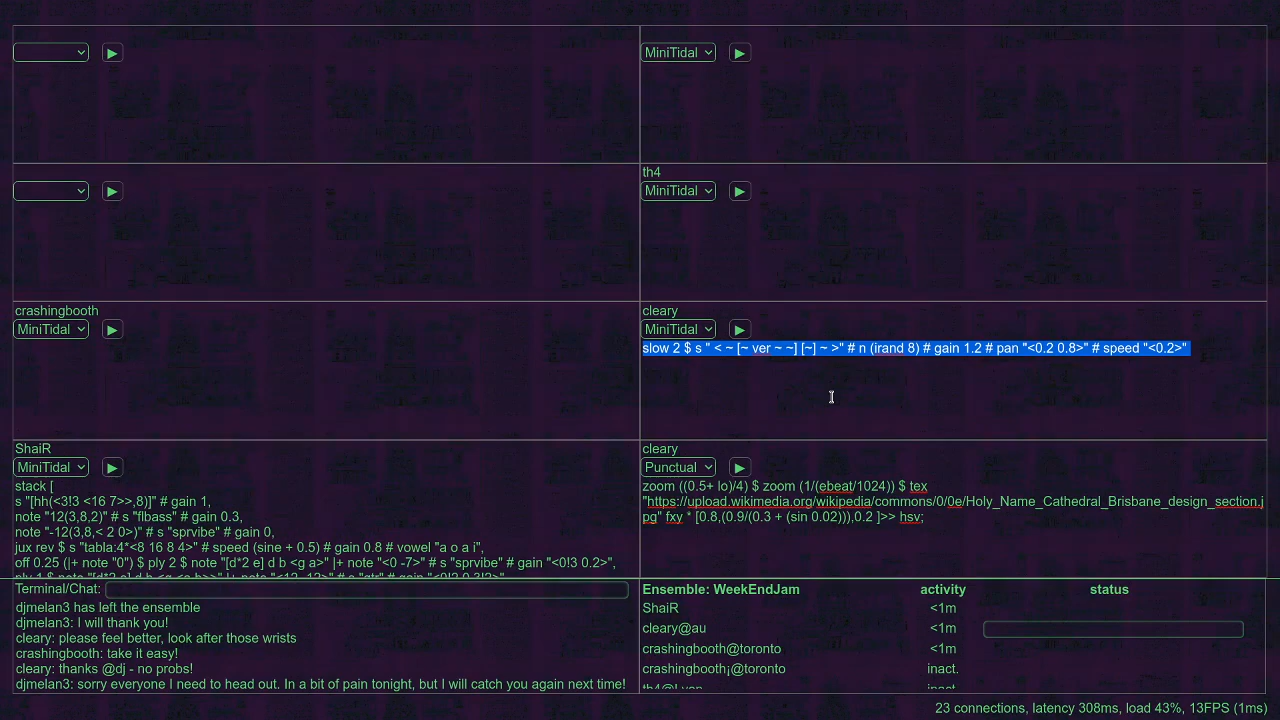 MiniTidal
th4
MiniTidal
crashingbooth
MiniTidal
cleary
MiniTidal
slow 2 $ s " < ~ [~ ver ~ ~] [~] ~ >" # n (irand 8) # gain 1.2 # pan "<0.2 0.8>" # speed "<0.2>"
ShaiR
MiniTidal
stack [
s "[hh(<3!3 <16 7>>,8)]" # gain 1,
note "12(3,8,2)" # s "flbass" # gain 0.3,
note "-12(3,8,< 2 0>)" # s "sprvibe" # gain 0,
jux rev $ s "tabla:4*<8 16 8 4>" # speed (sine + 0.5) # gain 0.8 # vowel "a o a i",
off 0.25 (|+ note "0") $ ply 2 $ note "[d*2 e] d b <g a>" |+ note "<0 -7>" # s "sprvibe" # gain "<0!3 0.2>",
cleary
Punctual
zoom ((0.5+ lo)/4) $ zoom (1/(ebeat/1024)) $ tex
"https://upload.wikimedia.org/wikipedia/commons/0/0e/Holy_Name_Cathedral_Brisbane_design_section.j
pg" fxy * [0.8,(0.9/(0.3 + (sin 0.02))),0.2 ]>> hsv;
Terminal/Chat:
djmelan3 has left the ensemble
djmelan3: I will thank you!
cleary: please feel better, look after those wrists
crashingbooth: take it easy!
cleary: thanks @dj - no probs!
djmelan3: sorry everyone I need to head out. In a bit of pain tonight, but I will catch you again next time!
Ensemble: WeekEndJam activity status
ShaiR <1m
cleary@au <1m
crashingbooth@toronto <1m
crashingbooth¡@toronto inact.
23 connections, latency 308ms, load 43%, 13FPS (1ms)